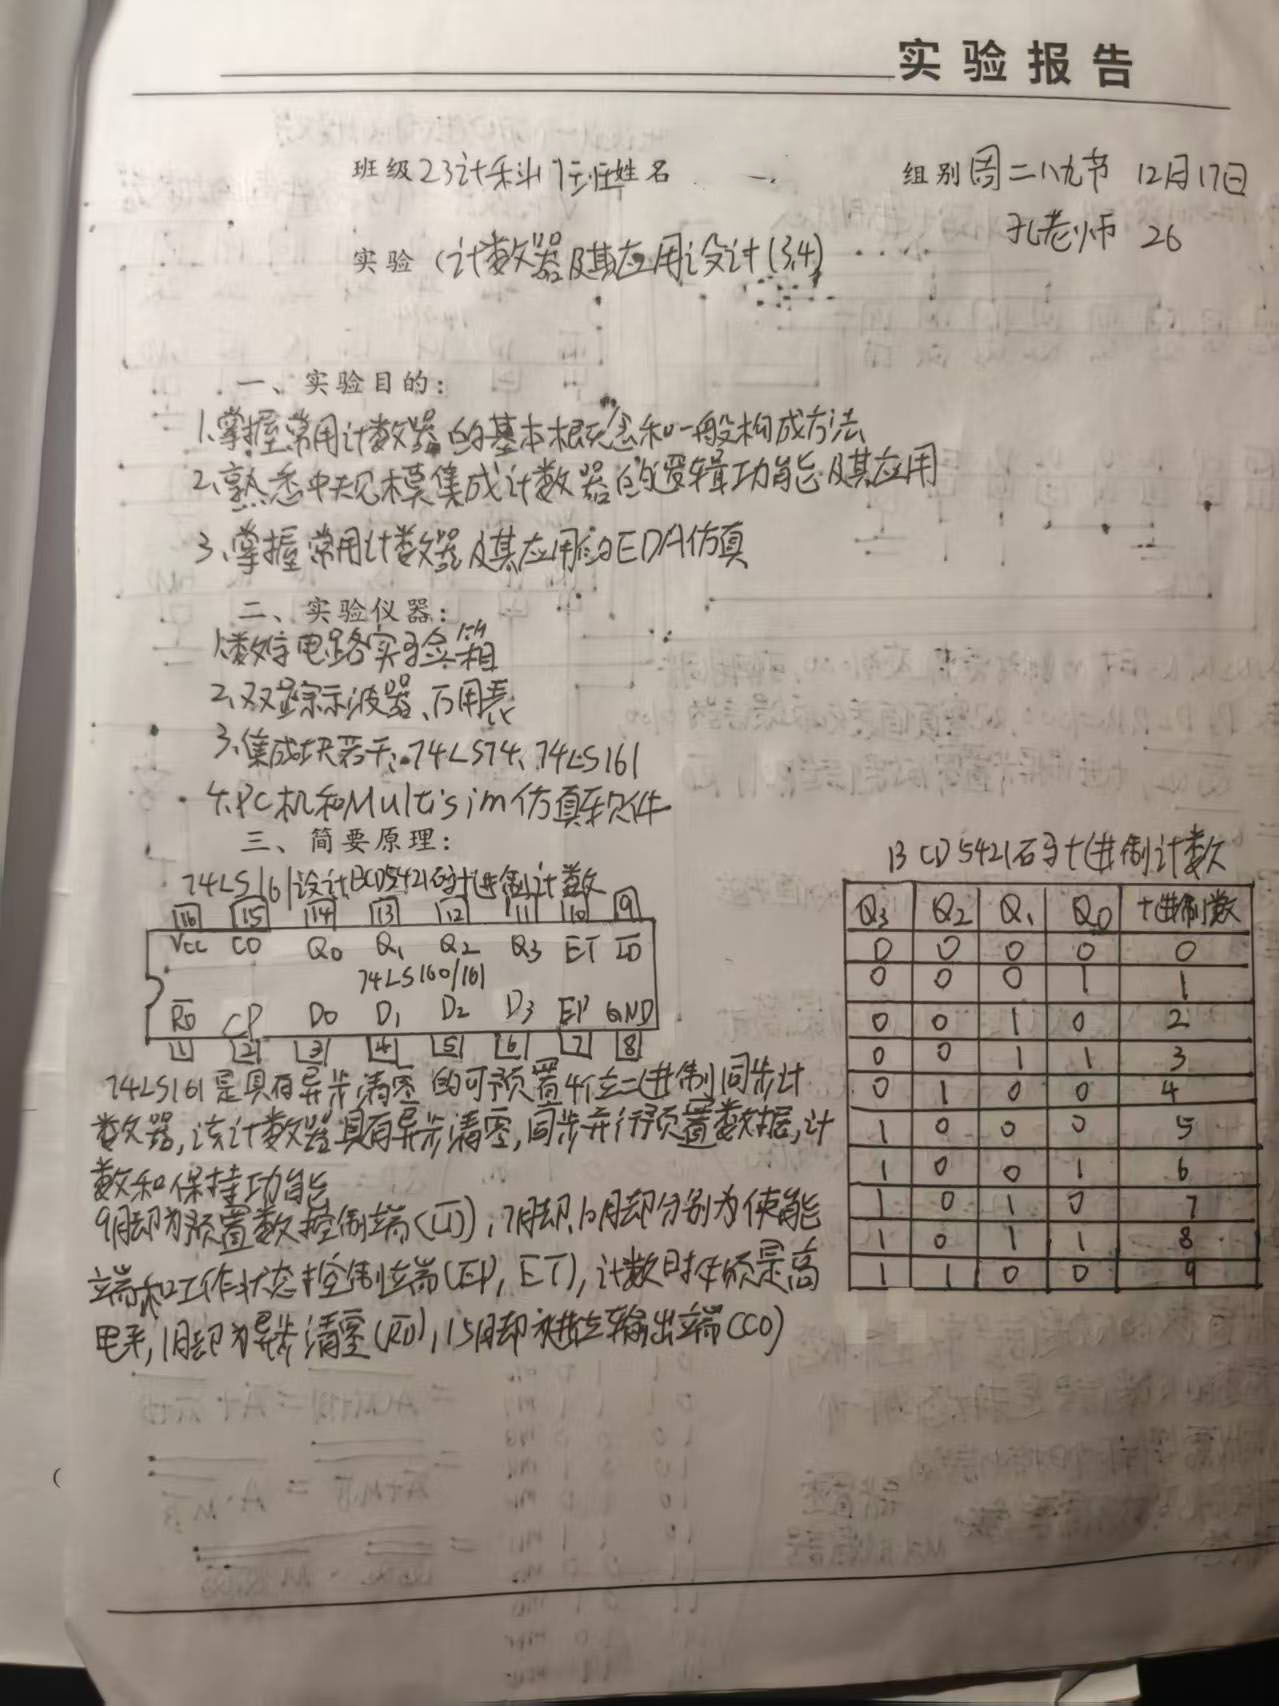 实验报告
班级 23计科1班 姓名
组别 周二八九节 12月17日
孔老师 26
实验（计数器及其应用设计(3,4)
一、实验目的：
1、掌握常用计数器的基本概念和一般构成方法
2、熟悉中规模集成计数器的逻辑功能及其应用
3、掌握常用计数器及其应用的EDA仿真
二、实验仪器：
1、数字电路实验箱
2、双踪示波器、万用表
3、集成块若干：74LS74、74LS161
4、PC机和Multisim仿真软件
三、简要原理：
74LS161设计BCD5421码十进制计数
16 15 14 13 12 11 10 9
Vcc CO Q0 Q1 Q2 Q3 ET L̅D̅
74LS160/161
R̅D̅ CP D0 D1 D2 D3 EP GND
1 2 3 4 5 6 7 8
74LS161是具有异步清零的可预置4位二进制同步计
数器，该计数器具有异步清零，同步并行预置数据，计
数和保持功能
9脚为预置数控制端(L̅D̅)，7脚、10脚分别为使能
端和工作状态控制端(EP，ET)，计数时须是高
电平，1脚为异步清零(R̅D̅)，15脚却为进位输出端(CO)
BCD5421码十进制计数
Q3 Q2 Q1 Q0 十进制数
0 0 0 0 0
0 0 0 1 1
0 0 1 0 2
0 0 1 1 3
0 1 0 0 4
1 0 0 0 5
1 0 0 1 6
1 0 1 0 7
1 0 1 1 8
1 1 0 0 9